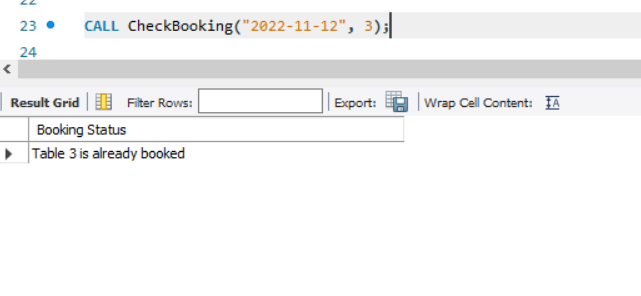 22
23 CALL CheckBooking("2022-11-12", 3);
24
Result Grid Filter Rows: Export: Wrap Cell Content: IA
Booking Status
Table 3 is already booked